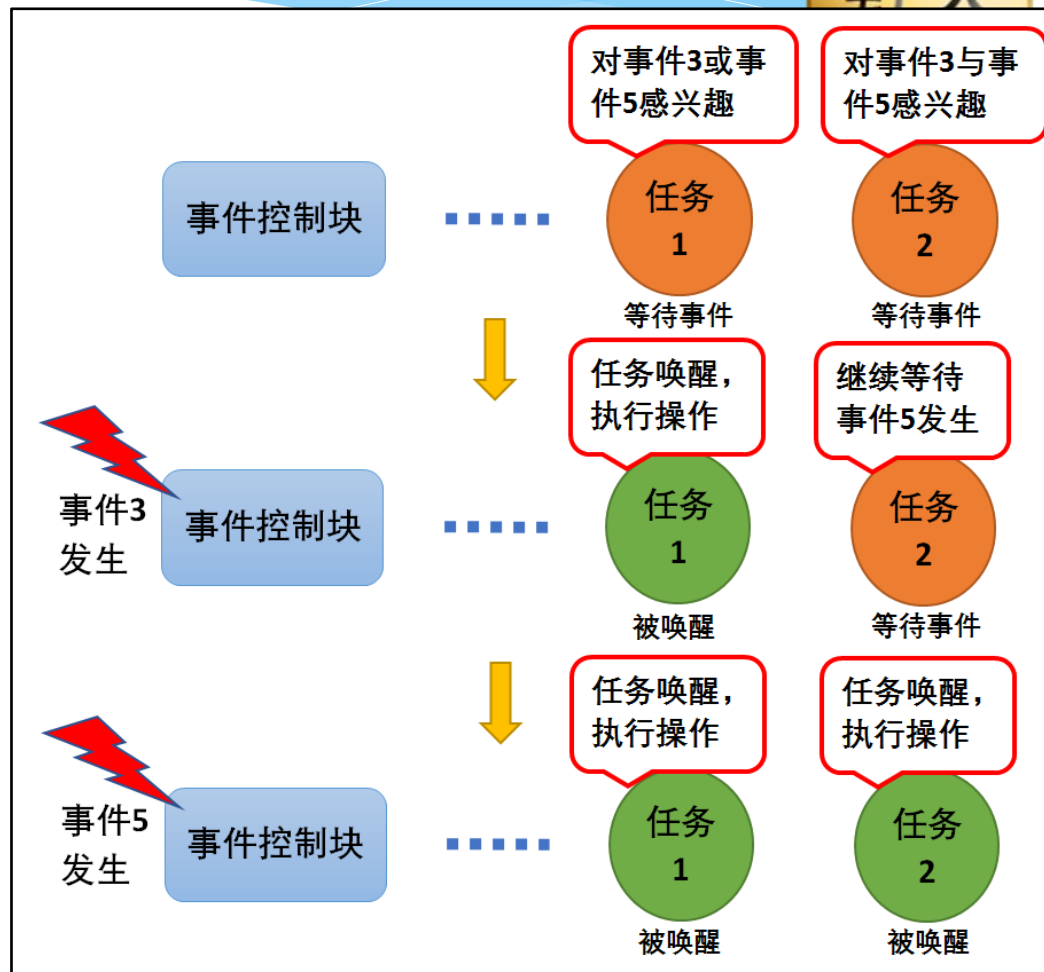 对事件3或事
件5感兴趣
对事件3与事
件5感兴趣
事件控制块
任务
1
任务
2
等待事件
等待事件
任务唤醒，
执行操作
继续等待
事件5发生
事件3
发生
事件控制块
任务
1
任务
2
被唤醒
等待事件
任务唤醒，
执行操作
任务唤醒，
执行操作
事件5
发生
事件控制块
任务
1
任务
2
被唤醒
被唤醒